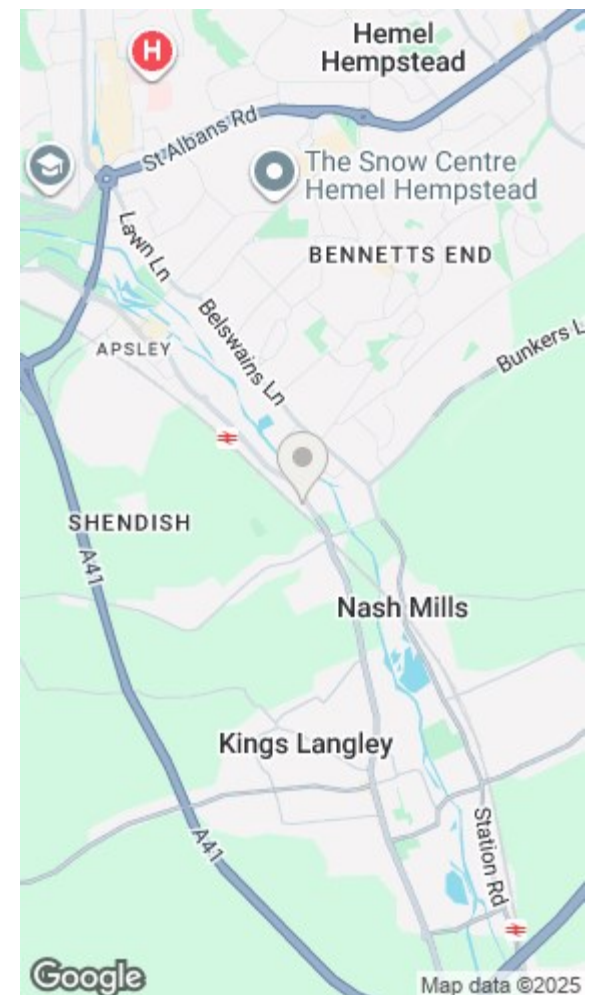 Hemel
Hempstead
H
St Albans Rd
The Snow Centre
Hemel Hempstead
Lawn Ln
BENNETTS END
Belswains Ln
Bunkers L
APSLEY
SHENDISH
A41
Nash Mills
Kings Langley
A41
Station Rd
Google
Map data ©2025